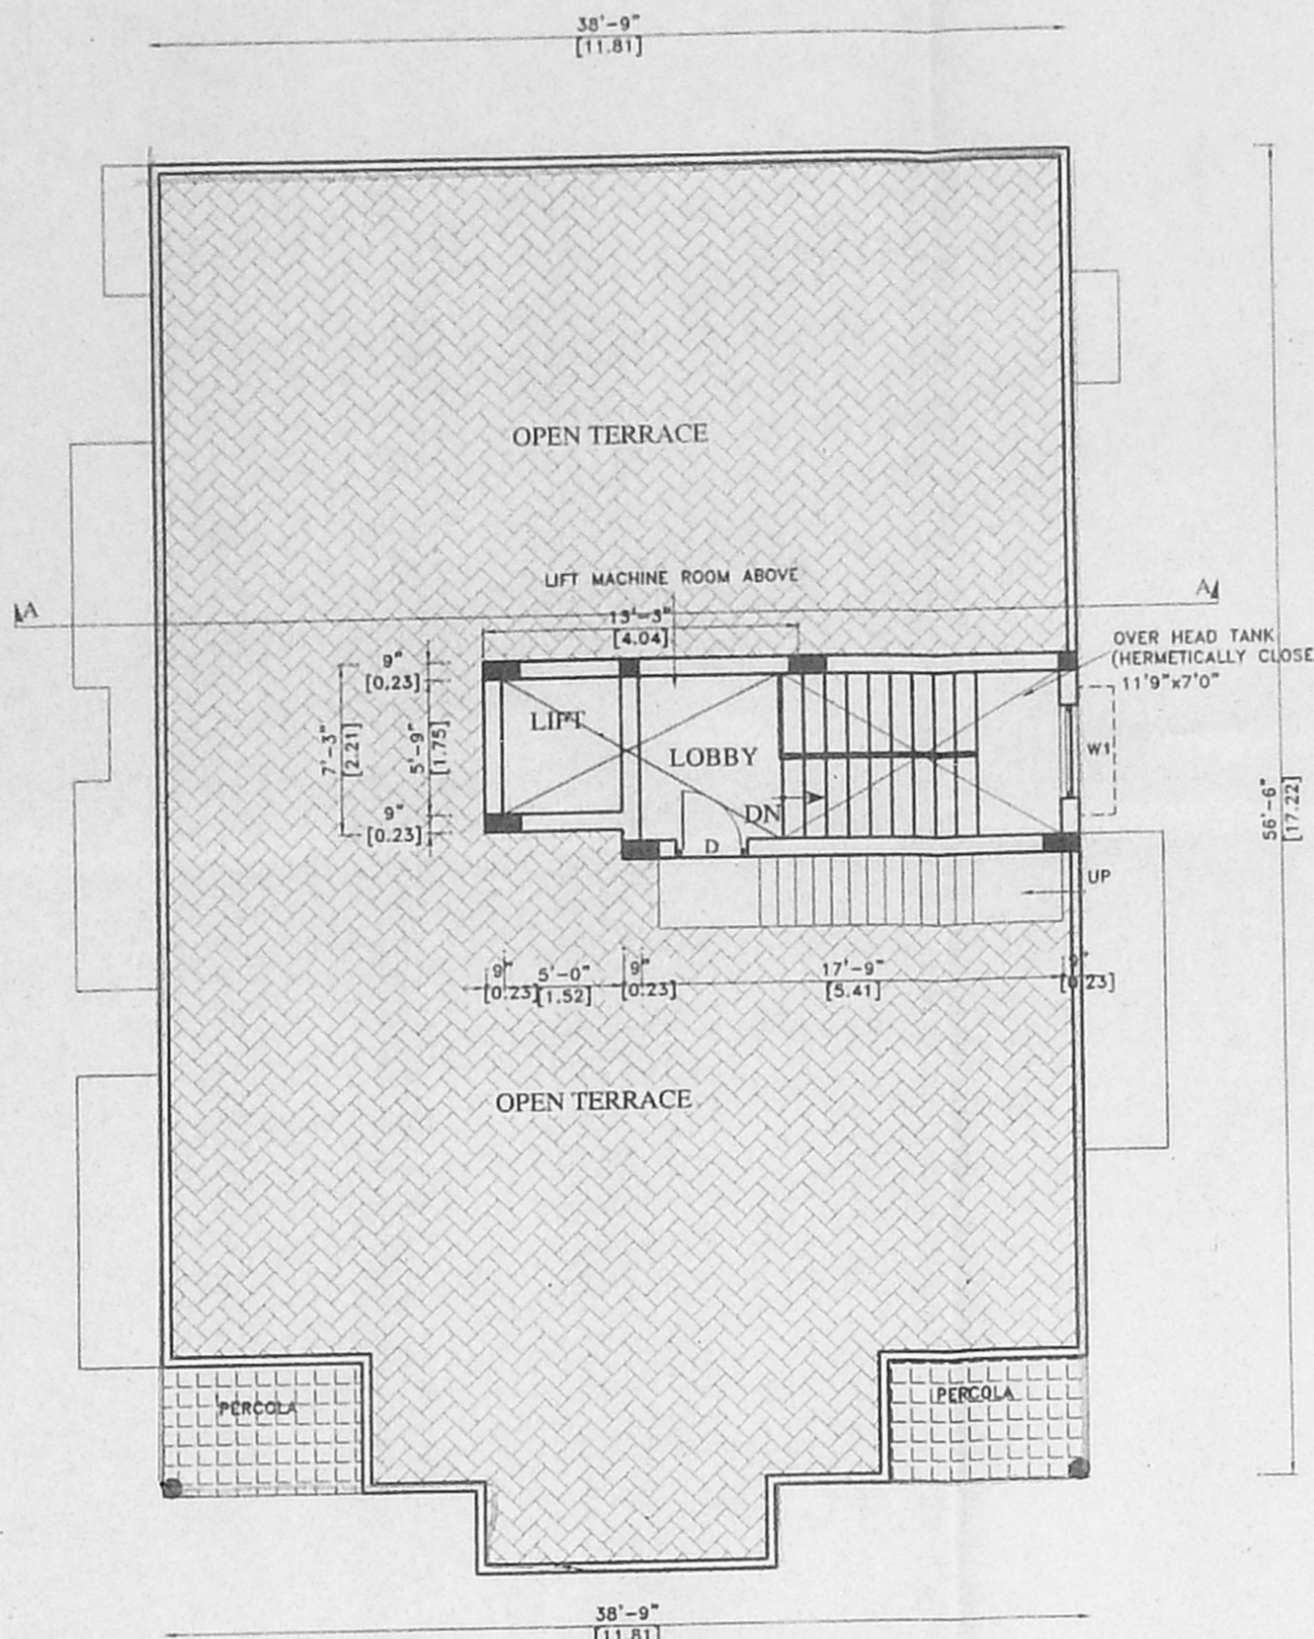 38'-9"
[11.81]
OPEN TERRACE
LIFT MACHINE ROOM ABOVE
A
A
13'-3"
[4.04]
OVER HEAD TANK
(HERMETICALLY CLOSE
11'9"x7'0"
9"
[0.23]
7'-3"
[2.21]
5'-9"
[1.75]
9"
[0.23]
LIFT
LOBBY
DN
D
W1
UP
56'-6"
[17.22]
9"
[0.23]
5'-0"
[1.52]
9"
[0.23]
17'-9"
[5.41]
9"
[0.23]
OPEN TERRACE
PERCOLA
PERCOLA
38'-9"
[11.81]